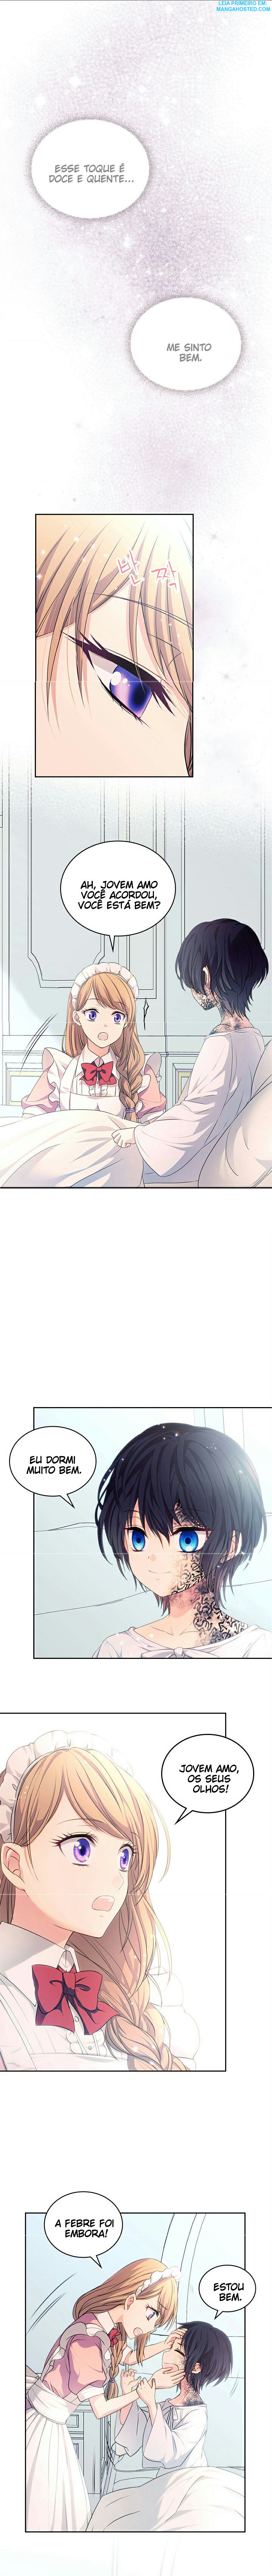 LEIA PRIMEIRO EM:
MANGAHOSTED.COM
ESSE TOQUE É
DOCE E QUENTE...
ME SINTO
BEM.
반짝
AH, JOVEM AMO
VOCÊ ACORDOU,
VOCÊ ESTÁ BEM?
EU DORMI
MUITO BEM.
JOVEM AMO,
OS SEUS
OLHOS!
A FEBRE FOI
EMBORA!
ESTOU
BEM.